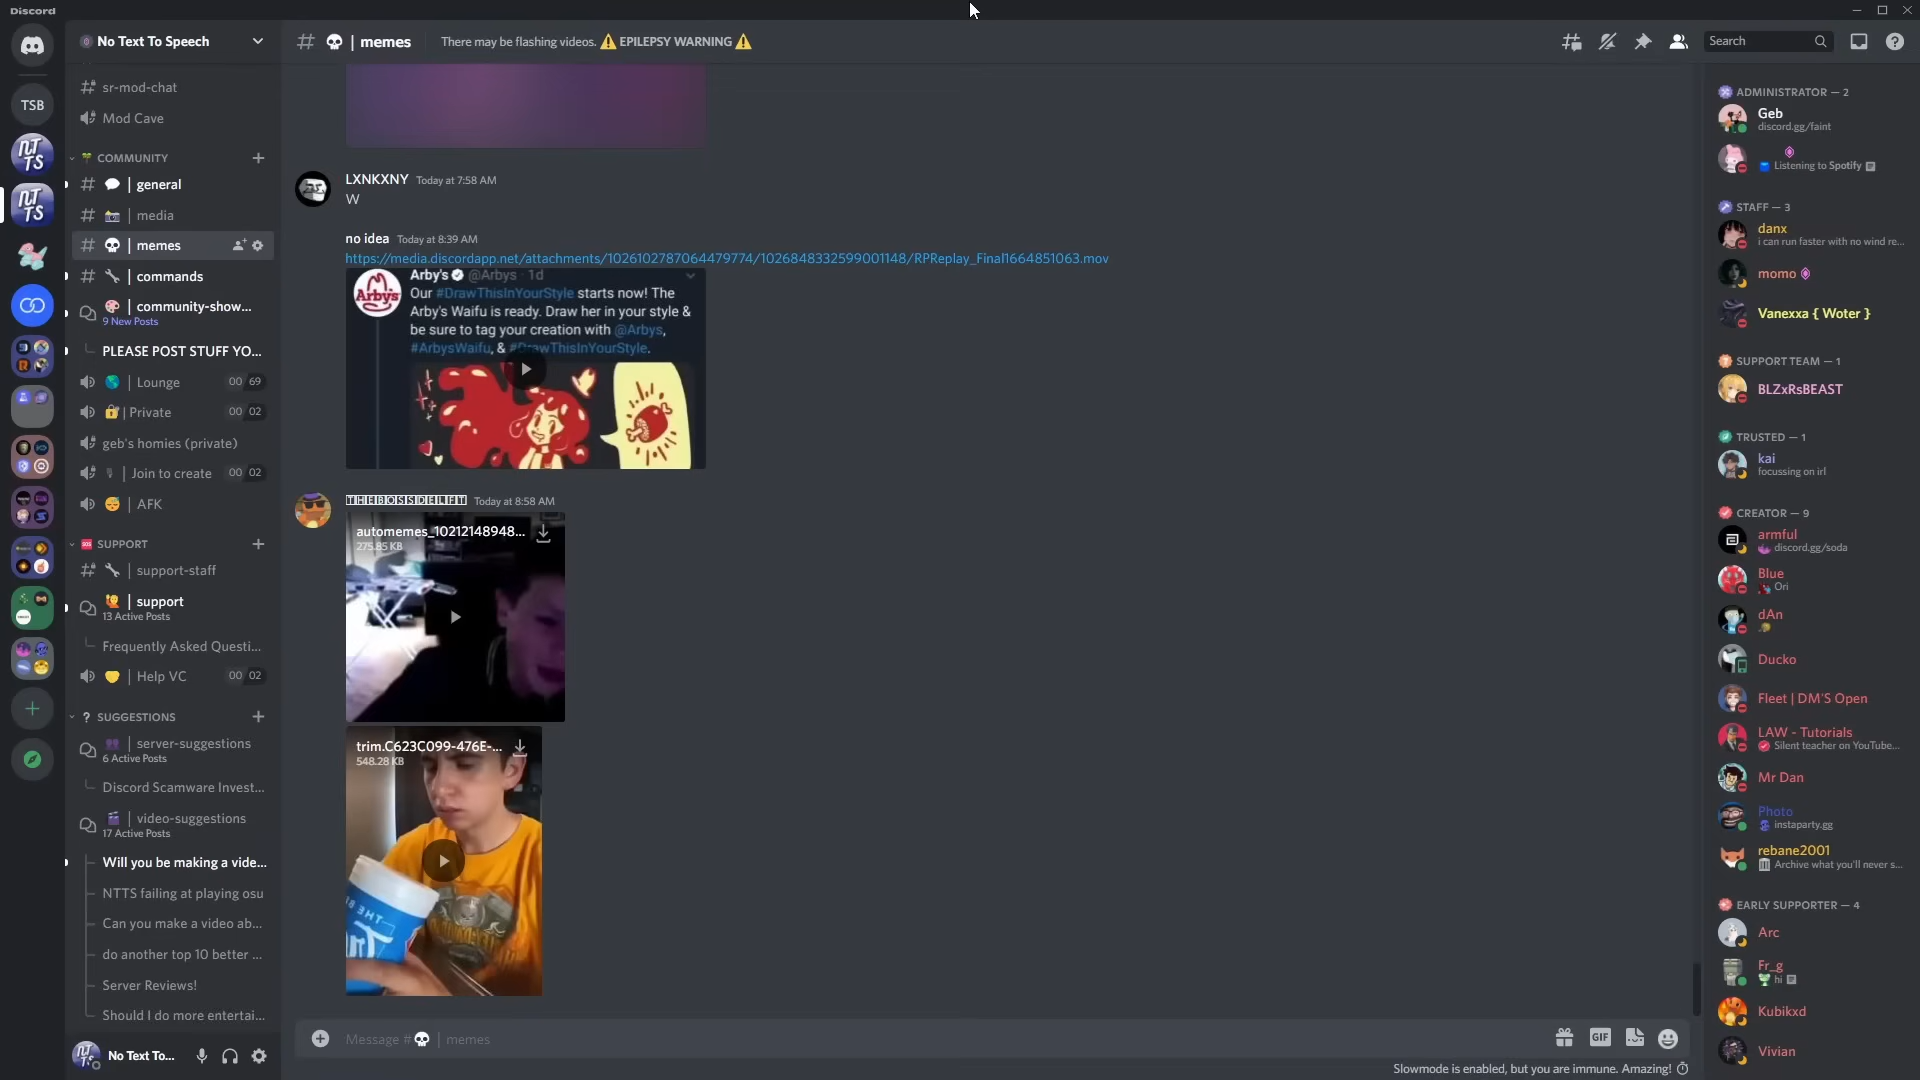 Discord
No Text To Speech
# | memes
There may be flashing videos. ⚠️ EPILEPSY WARNING ⚠️
Search
TSB
sr-mod-chat
Mod Cave
COMMUNITY
| general
| media
| memes
| commands
| community-show...
9 New Posts
PLEASE POST STUFF YO...
| Lounge
00 69
| Private
00 02
geb's homies (private)
| Join to create
00 02
| AFK
SUPPORT
| support-staff
| support
13 Active Posts
Frequently Asked Questi...
| Help VC
00 02
? SUGGESTIONS
| server-suggestions
6 Active Posts
Discord Scamware Invest...
| video-suggestions
17 Active Posts
Will you be making a vide...
NTTS failing at playing osu
Can you make a video ab...
do another top 10 better ...
Server Reviews!
Should I do more entertai...
No Text To...
LXNKXNY Today at 7:58 AM
W
no idea Today at 8:39 AM
https://media.discordapp.net/attachments/1026102787064479774/1026848332599001148/RPReplay_Final1664851063.mov
Arby's @Arbys · 1d
Our #DrawThisInYourStyle starts now! The
Arby's Waifu is ready. Draw her in your style &
be sure to tag your creation with @Arbys,
#ArbysWaifu, & #DrawThisInYourStyle.
Arbys
THEBOSSDELFT Today at 8:58 AM
automemes_10212148948...
275.85 KB
trim.C623C099-476E-...
548.28 KB
Message # | memes
GIF
Slowmode is enabled, but you are immune. Amazing!
ADMINISTRATOR — 2
Geb
discord.gg/faint
Listening to Spotify
STAFF — 3
danx
i can run faster with no wind re...
momo
Vanexxa { Woter }
SUPPORT TEAM — 1
BLZxRsBEAST
TRUSTED — 1
kai
focussing on irl
CREATOR — 9
armful
discord.gg/soda
Blue
Ori
dAn
Ducko
Fleet | DM'S Open
LAW - Tutorials
Silent teacher on YouTube...
Mr Dan
Photo
instaparty.gg
rebane2001
Archive what you'll never s...
EARLY SUPPORTER — 4
Arc
Fr_g
hi
Kubikxd
Vivian